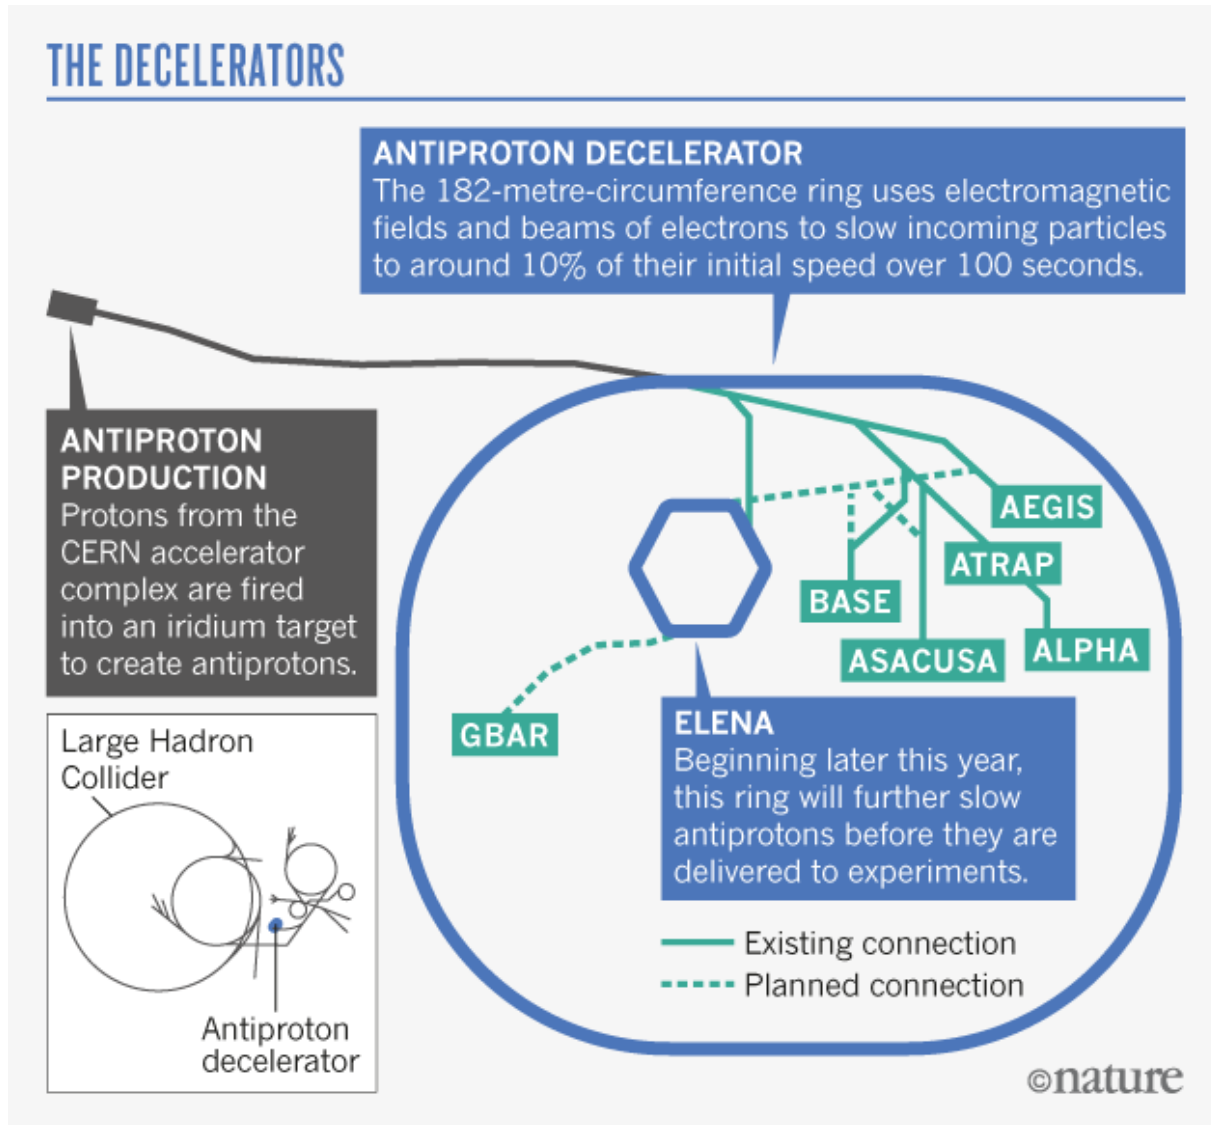 THE DECELERATORS
ANTIPROTON DECELERATOR
The 182-metre-circumference ring uses electromagnetic
fields and beams of electrons to slow incoming particles
to around 10% of their initial speed over 100 seconds.
ANTIPROTON
PRODUCTION
Protons from the
CERN accelerator
complex are fired
into an iridium target
to create antiprotons.
AEGIS
ATRAP
BASE
ASACUSA
ALPHA
GBAR
ELENA
Beginning later this year,
this ring will further slow
antiprotons before they are
delivered to experiments.
Existing connection
Planned connection
Large Hadron
Collider
Antiproton
decelerator
©nature